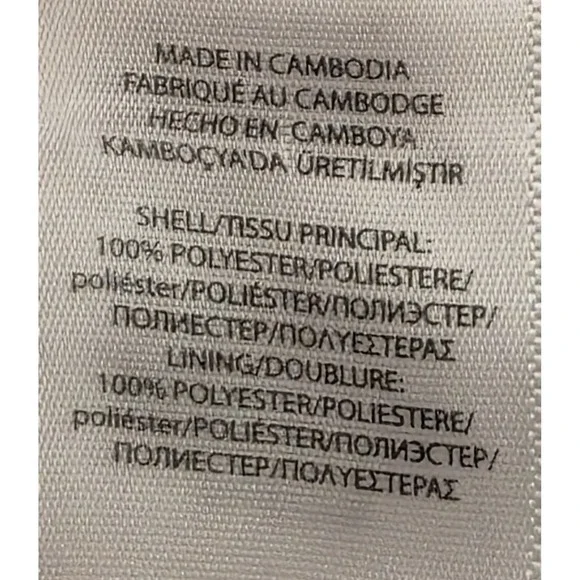 MADE IN CAMBODIA
FABRIQUÉ AU CAMBODGE
HECHO EN CAMBOYA
KAMBOÇYA'DA ÜRETİLMİŞTİR
SHELL/TISSU PRINCIPAL:
100% POLYESTER/POLIESTERE/
poliéster/POLIÉSTER/ПОЛИЭСТЕР/
ПОЛИЕСТЕР/ΠΟΛΥΕΣΤΕΡΑΣ
LINING/DOUBLURE:
100% POLYESTER/POLIESTERE/
poliéster/POLIÉSTER/ПОЛИЭСТЕР/
ПОЛИЕСТЕР/ΠΟΛΥΕΣΤΕΡΑΣ